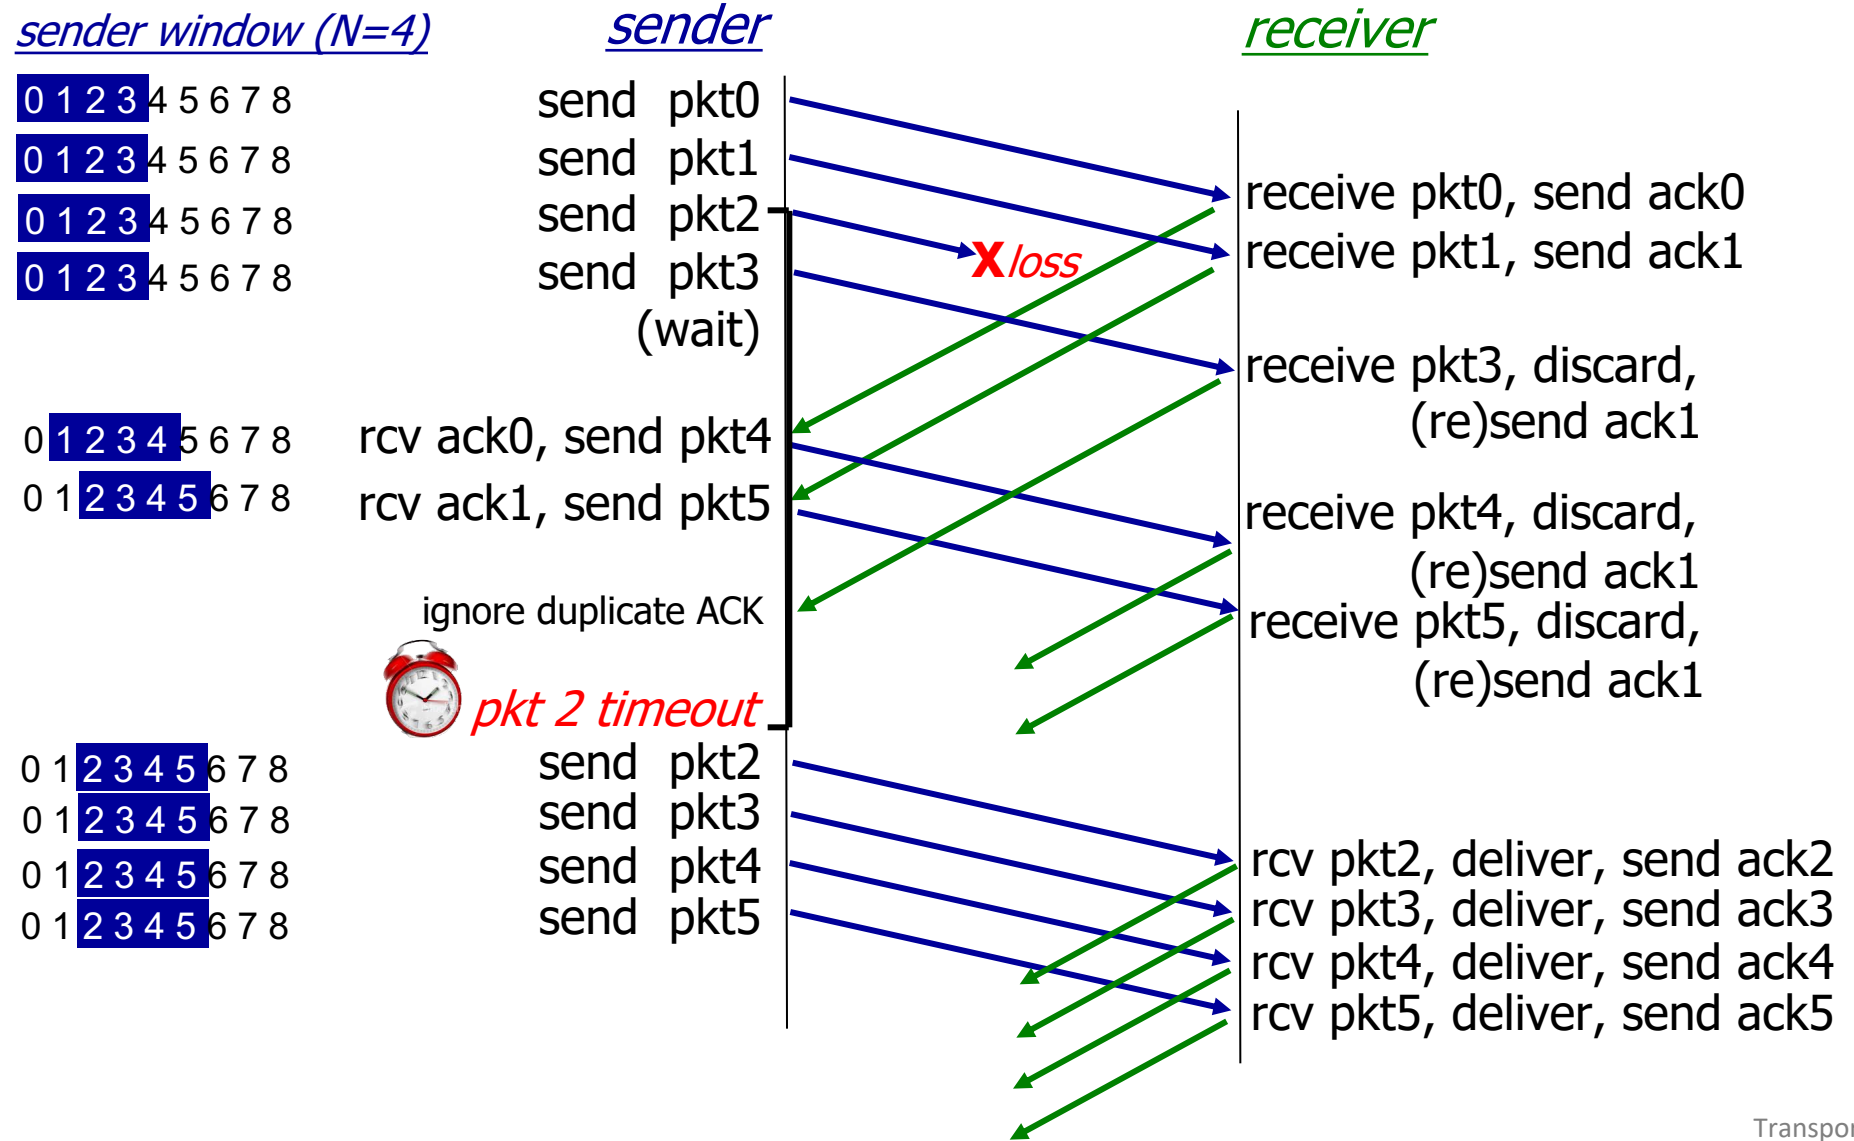 sender window (N=4) sender receiver
0 1 2 3 4 5 6 7 8 send pkt0
0 1 2 3 4 5 6 7 8 send pkt1
receive pkt0, send ack0
0 1 2 3 4 5 6 7 8 send pkt2
receive pkt1, send ack1
X loss
0 1 2 3 4 5 6 7 8 send pkt3
(wait)
receive pkt3, discard,
(re)send ack1
0 1 2 3 4 5 6 7 8 rcv ack0, send pkt4
0 1 2 3 4 5 6 7 8 rcv ack1, send pkt5
receive pkt4, discard,
(re)send ack1
ignore duplicate ACK
receive pkt5, discard,
(re)send ack1
pkt 2 timeout
0 1 2 3 4 5 6 7 8 send pkt2
0 1 2 3 4 5 6 7 8 send pkt3
0 1 2 3 4 5 6 7 8 send pkt4
0 1 2 3 4 5 6 7 8 send pkt5
rcv pkt2, deliver, send ack2
rcv pkt3, deliver, send ack3
rcv pkt4, deliver, send ack4
rcv pkt5, deliver, send ack5
Transpor